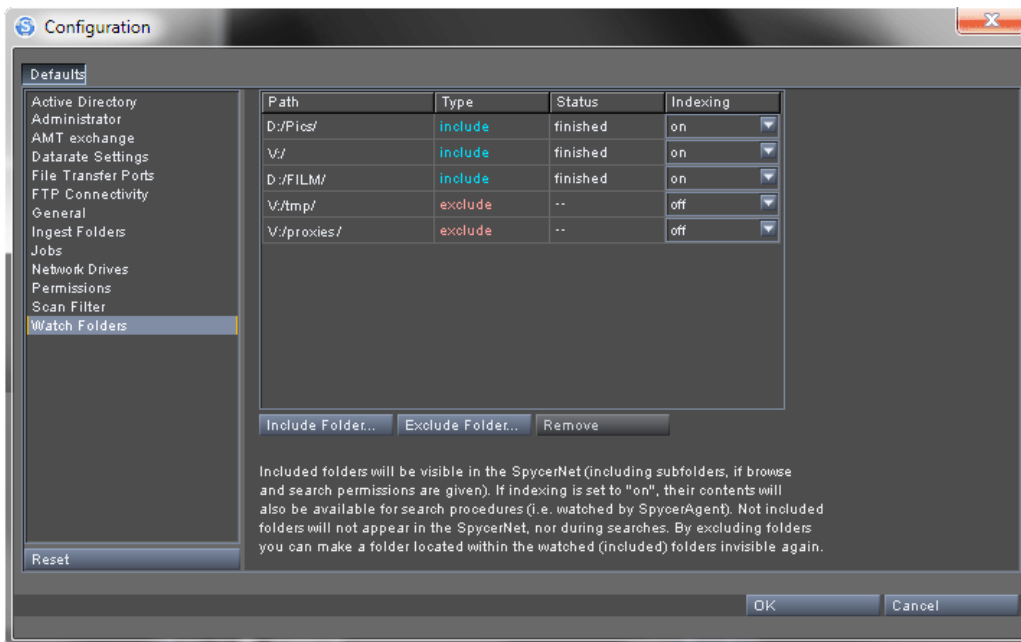 Configuration
Defaults
Active Directory
Administrator
AMT exchange
Datarate Settings
File Transfer Ports
FTP Connectivity
General
Ingest Folders
Jobs
Network Drives
Permissions
Scan Filter
Watch Folders
Reset
Path Type Status Indexing
D:/Pics/ include finished on
V:/ include finished on
D:/FILM/ include finished on
V:/tmp/ exclude -- off
V:/proxies/ exclude -- off
Include Folder... Exclude Folder... Remove
Included folders will be visible in the SpycerNet (including subfolders, if browse
and search permissions are given). If indexing is set to "on", their contents will
also be available for search procedures (i.e. watched by SpycerAgent). Not included
folders will not appear in the SpycerNet, nor during searches. By excluding folders
you can make a folder located within the watched (included) folders invisible again.
OK Cancel